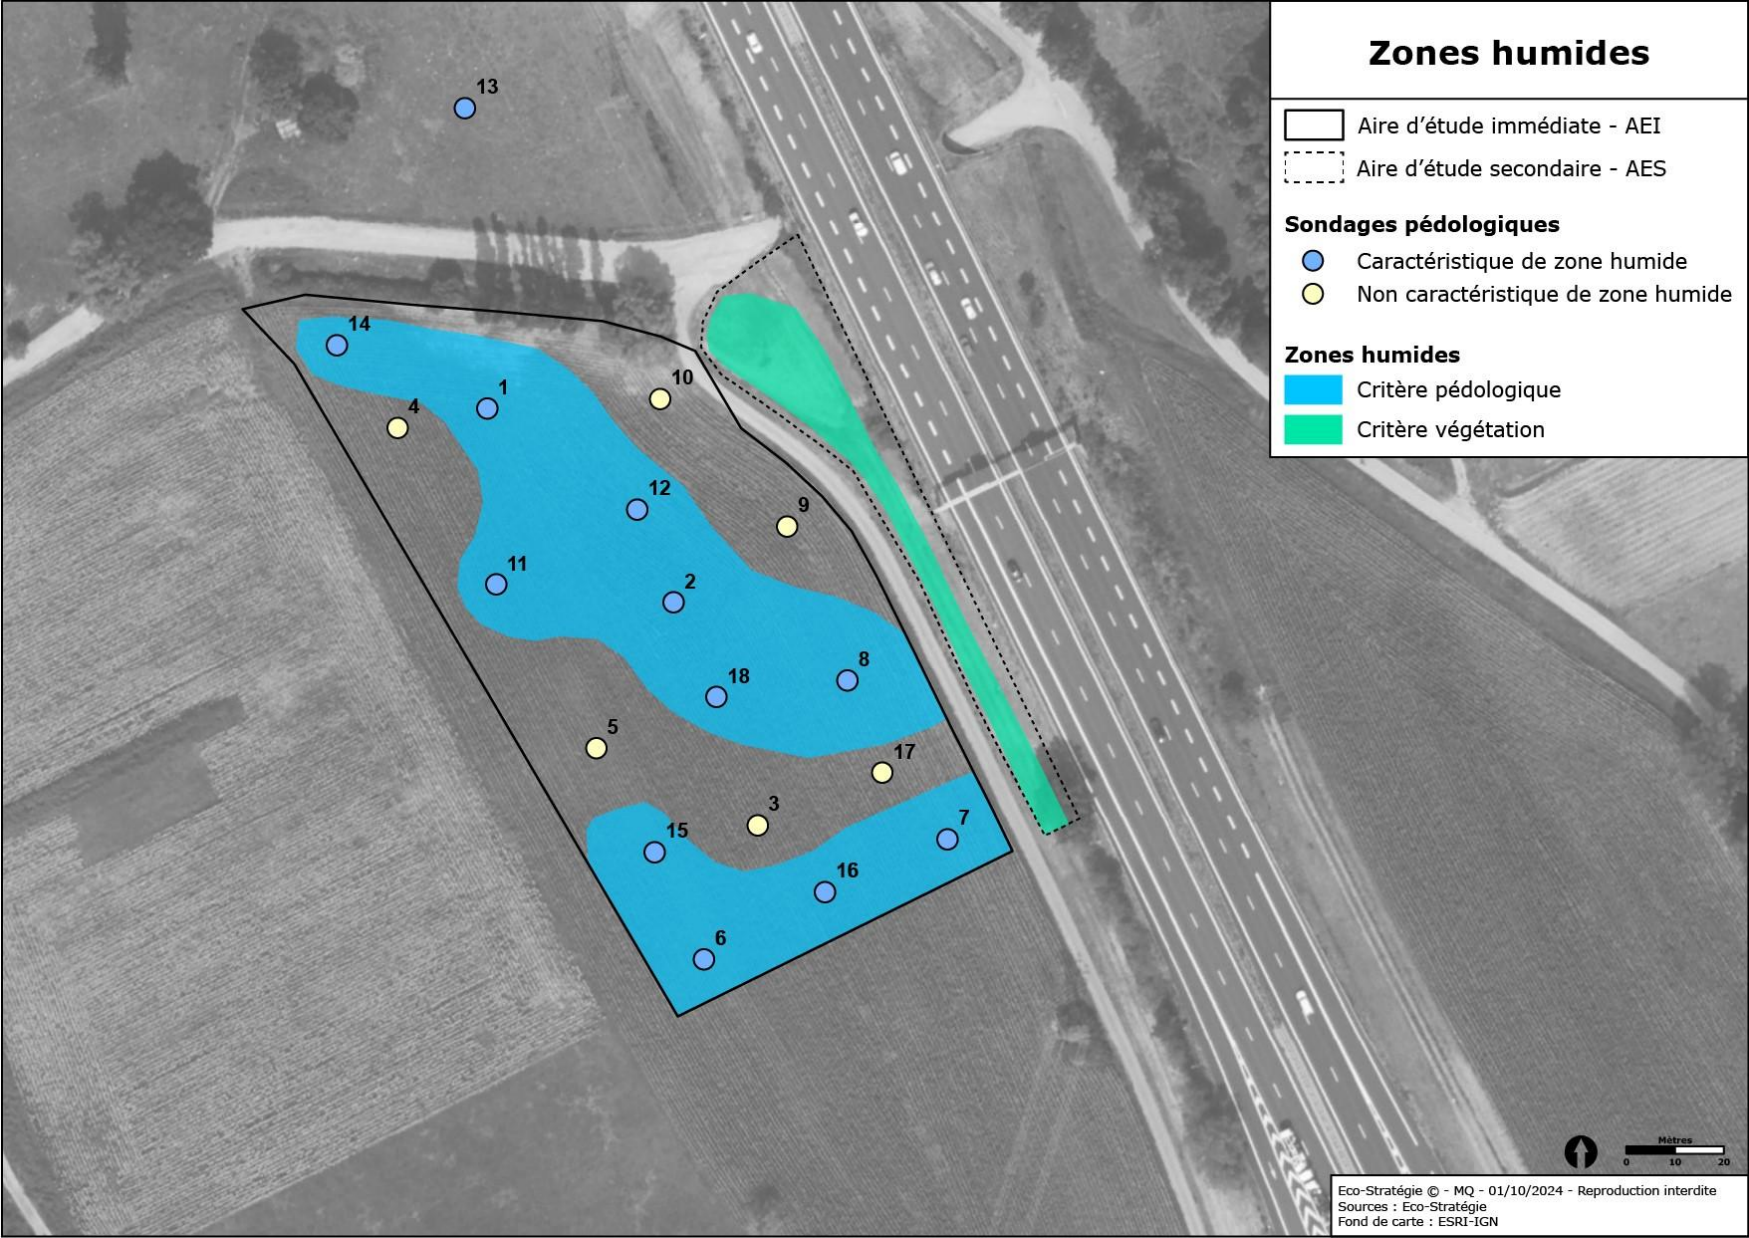 Zones humides
Aire d'étude immédiate - AEI
Aire d'étude secondaire - AES
Sondages pédologiques
Caractéristique de zone humide
Non caractéristique de zone humide
Zones humides
Critère pédologique
Critère végétation
13
14
1
10
4
12
9
11
2
8
18
5
17
3
7
15
16
6
Mètres
0 10 20
Eco-Stratégie © - MQ - 01/10/2024 - Reproduction interdite
Sources : Eco-Stratégie
Fond de carte : ESRI-IGN